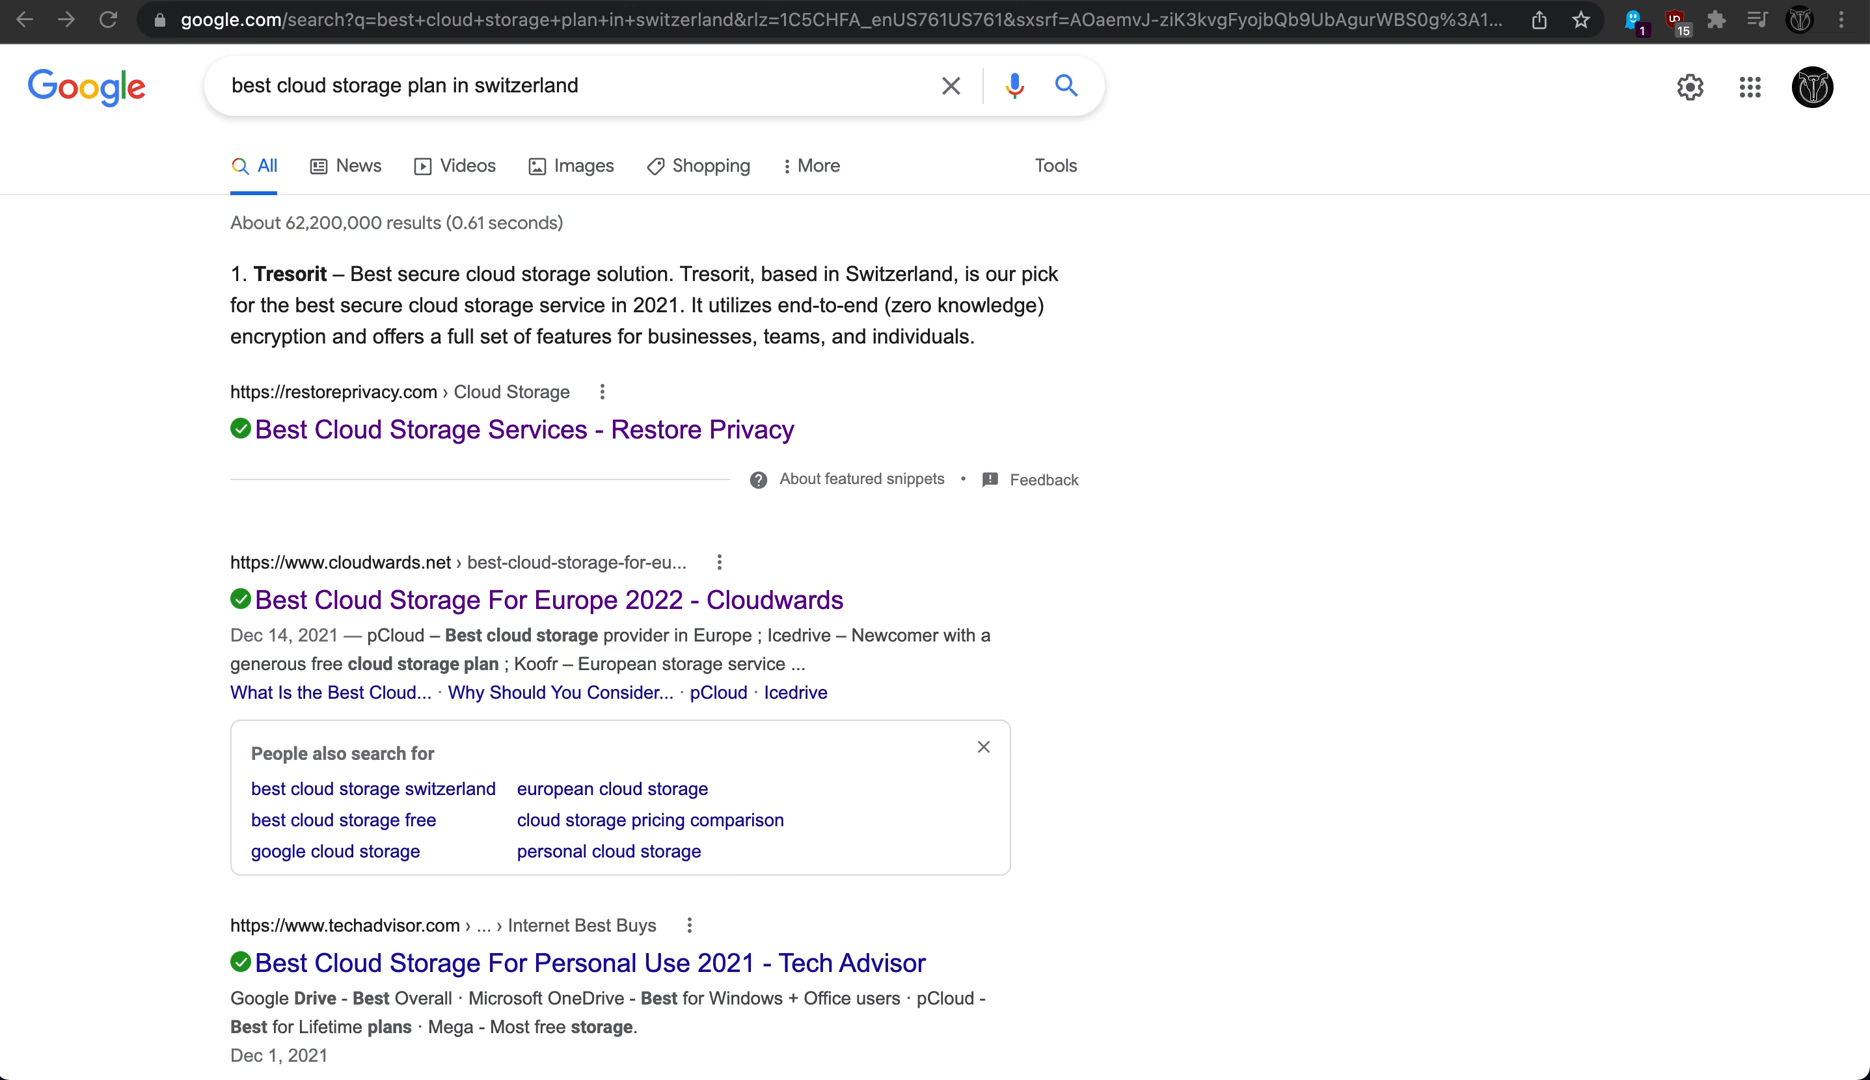 google.com/search?q=best+cloud+storage+plan+in+switzerland&rlz=1C5CHFA_enUS761US761&sxsrf=AOaemvJ-ziK3kvgFyojbQb9UbAgurWBS0g%3A1...
1
15
Google
best cloud storage plan in switzerland
All
News
Videos
Images
Shopping
More
Tools
About 62,200,000 results (0.61 seconds)
1. Tresorit – Best secure cloud storage solution. Tresorit, based in Switzerland, is our pick
for the best secure cloud storage service in 2021. It utilizes end-to-end (zero knowledge)
encryption and offers a full set of features for businesses, teams, and individuals.
https://restoreprivacy.com › Cloud Storage
Best Cloud Storage Services - Restore Privacy
About featured snippets • Feedback
https://www.cloudwards.net › best-cloud-storage-for-eu...
Best Cloud Storage For Europe 2022 - Cloudwards
Dec 14, 2021 — pCloud – Best cloud storage provider in Europe ; Icedrive – Newcomer with a
generous free cloud storage plan ; Koofr – European storage service ...
What Is the Best Cloud... · Why Should You Consider... · pCloud · Icedrive
People also search for
best cloud storage switzerland european cloud storage
best cloud storage free cloud storage pricing comparison
google cloud storage personal cloud storage
https://www.techadvisor.com › ... › Internet Best Buys
Best Cloud Storage For Personal Use 2021 - Tech Advisor
Google Drive - Best Overall · Microsoft OneDrive - Best for Windows + Office users · pCloud -
Best for Lifetime plans · Mega - Most free storage.
Dec 1, 2021